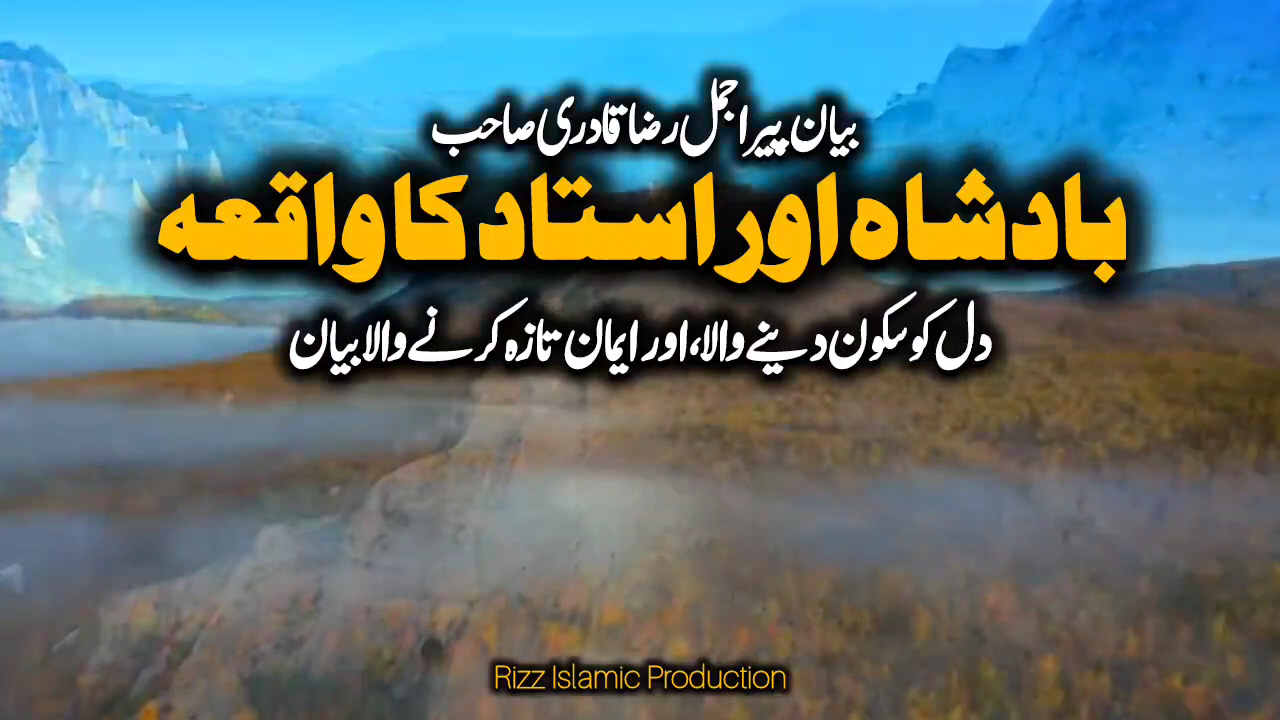 بیان پیر اجمل رضا قادری صاحب
بادشاہ اور استاد کا واقعہ
دل کو سکون دینے والا، اور ایمان تازہ کرنے والا بیان
Rizz Islamic Production